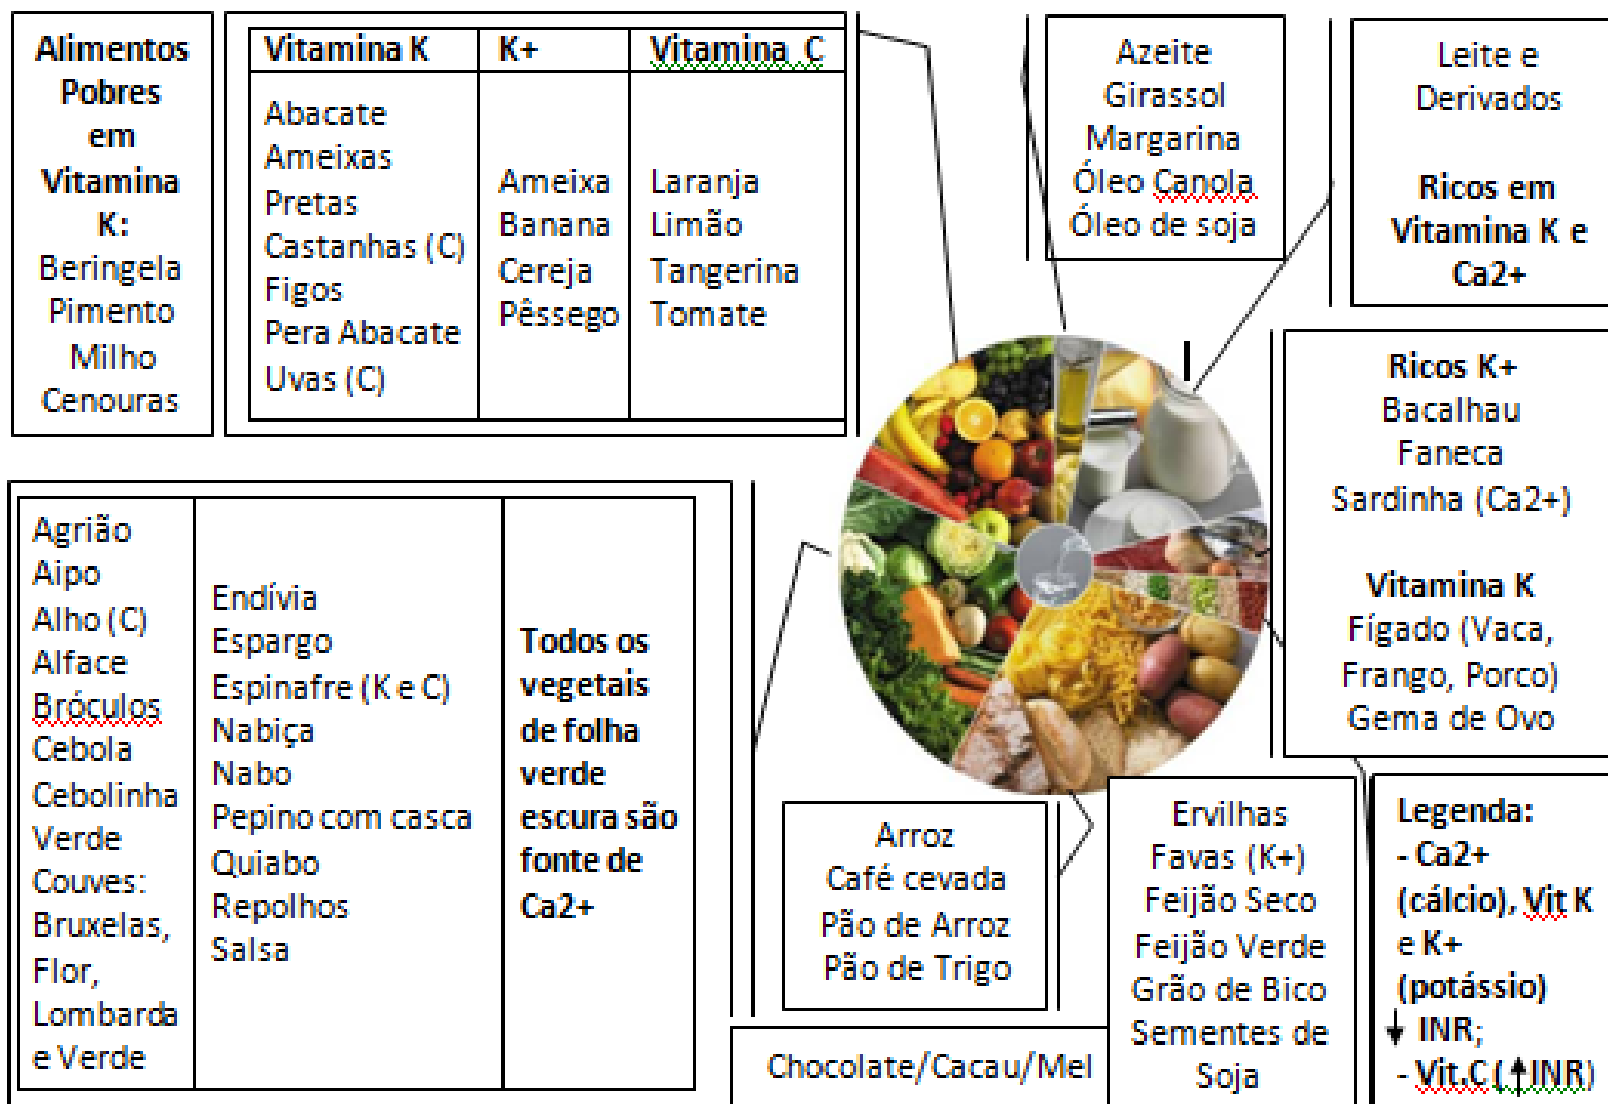 Alimentos
Pobres
em
Vitamina
K:
Beringela
Pimento
Milho
Cenouras
Vitamina K
Abacate
Ameixas
Pretas
Castanhas (C)
Figos
Pera Abacate
Uvas (C)
K+
Ameixa
Banana
Cereja
Pêssego
Vitamina C
Laranja
Limão
Tangerina
Tomate
Azeite
Girassol
Margarina
Óleo Canola
Óleo de soja
Leite e
Derivados
Ricos em
Vitamina K e
Ca2+
Ricos K+
Bacalhau
Faneca
Sardinha (Ca2+)
Vitamina K
Fígado (Vaca,
Frango, Porco)
Gema de Ovo
Agrião
Aipo
Alho (C)
Alface
Bróculos
Cebola
Cebolinha
Verde
Couves:
Bruxelas,
Flor,
Lombarda
e Verde
Endívia
Espargo
Espinafre (K e C)
Nabiça
Nabo
Pepino com casca
Quiabo
Repolhos
Salsa
Todos os
vegetais
de folha
verde
escura são
fonte de
Ca2+
Arroz
Café cevada
Pão de Arroz
Pão de Trigo
Chocolate/Cacau/Mel
Ervilhas
Favas (K+)
Feijão Seco
Feijão Verde
Grão de Bico
Sementes de
Soja
Legenda:
- Ca2+
(cálcio), Vit K
e K+
(potássio)
↓ INR;
- Vit.C (↑INR)